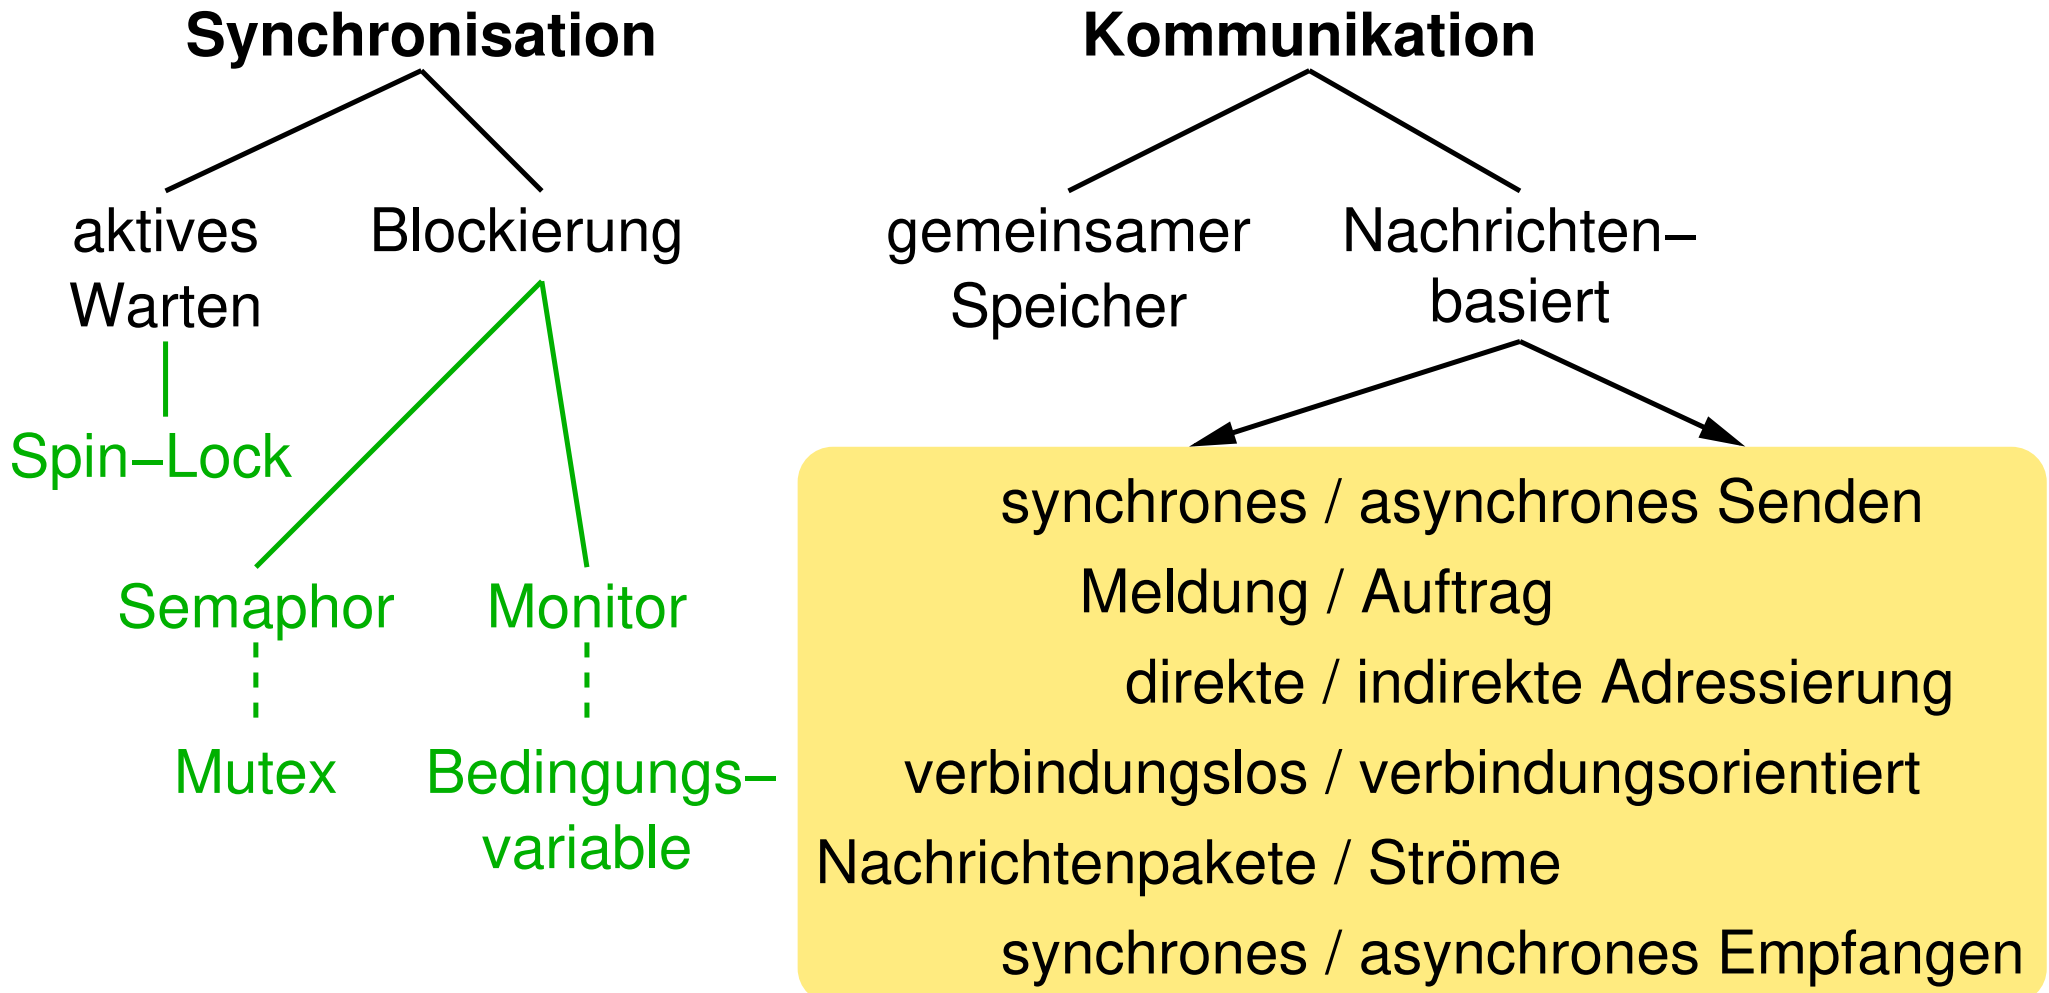 Synchronisation
aktives
Warten
Blockierung
Spin–Lock
Semaphor
Monitor
Mutex
Bedingungs–
variable
Kommunikation
gemeinsamer
Speicher
Nachrichten–
basiert
synchrones / asynchrones Senden
Meldung / Auftrag
direkte / indirekte Adressierung
verbindungslos / verbindungsorientiert
Nachrichtenpakete / Ströme
synchrones / asynchrones Empfangen